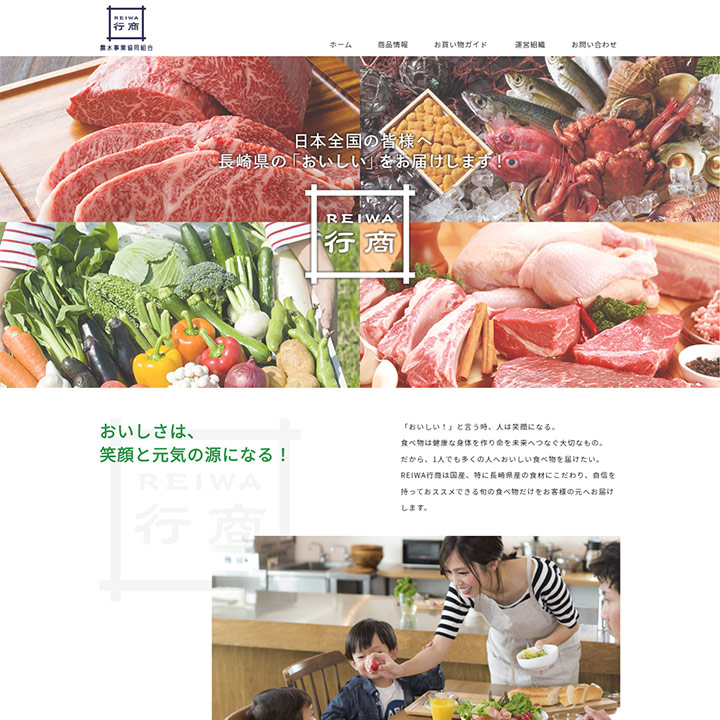 REIWA
行商
農水事業協同組合
ホーム 商品情報 お買い物ガイド 運営組織 お問い合わせ
日本全国の皆様へ
長崎県の「おいしい」をお届けします！
REIWA
行商
おいしさは、
笑顔と元気の源になる！
REIWA
行商
「おいしい！」と言う時、人は笑顔になる。
食べ物は健康な身体を作り命を未来へつなぐ大切なもの。
だから、1人でも多くの人へおいしい食べ物を届けたい。
REIWA行商は国産、特に長崎県産の食材にこだわり、自信を
持っておススメできる旬の食べ物だけをお客様の元へお届け
します。